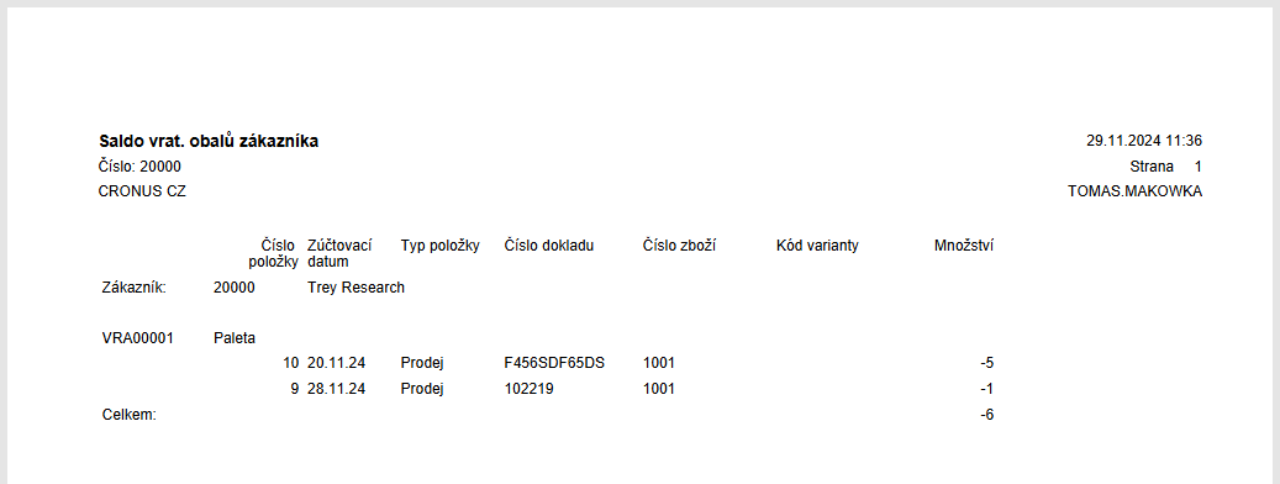 Saldo vrat. obalů zákazníka 29.11.2024 11:36
Číslo: 20000 Strana 1
CRONUS CZ TOMAS.MAKOWKA
Číslo položky Zúčtovací datum Typ položky Číslo dokladu Číslo zboží Kód varianty Množství
Zákazník: 20000 Trey Research
VRA00001 Paleta
10 20.11.24 Prodej F456SDF65DS 1001 -5
9 28.11.24 Prodej 102219 1001 -1
Celkem: -6